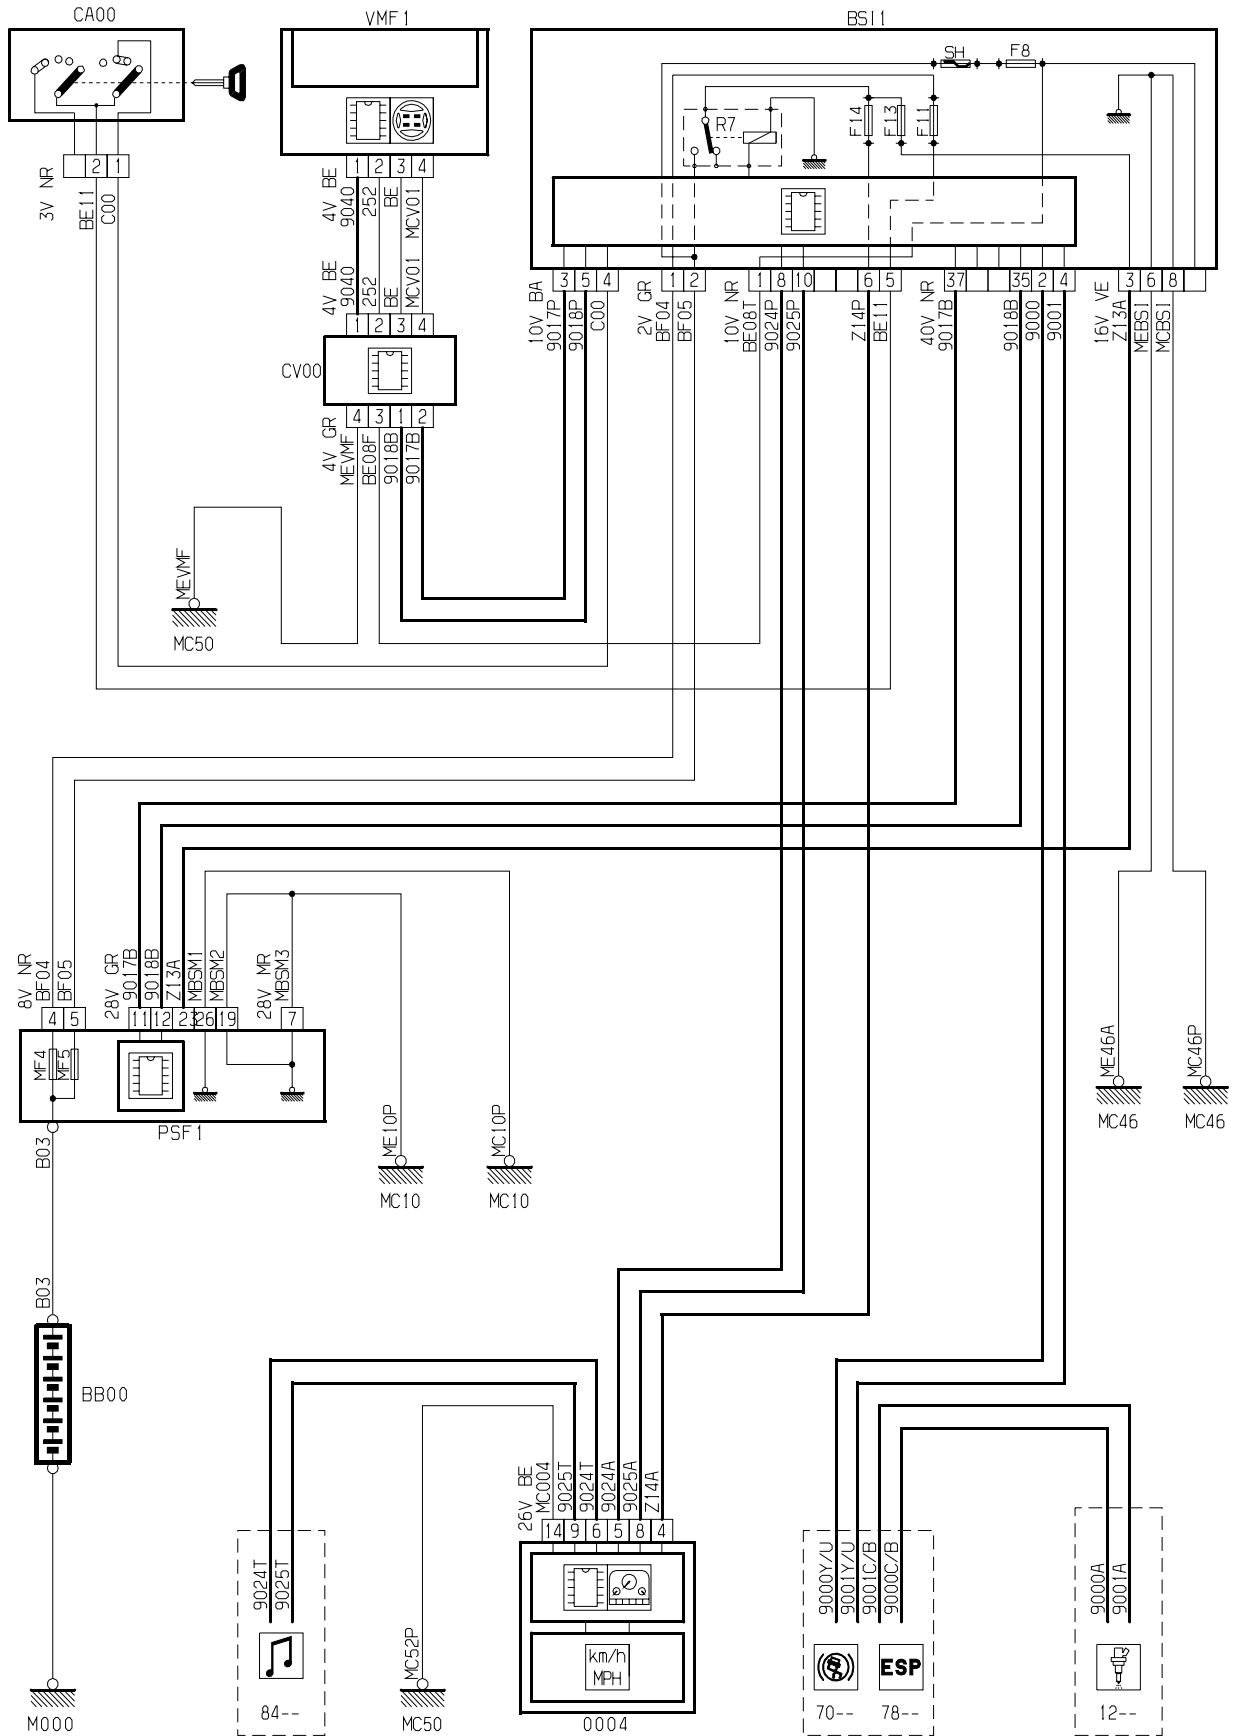 CA00
VMF1
BSI1
SH
F8
R7
F14
F13
F11
2 1
3V NR
BE11
C00
1 2 3 4
4V BE
9040
252
BE
MCV01
4V BE
9040
252
BE
MCV01
1 2 3 4
CV00
4 3 1 2
4V GR
MEVMF
BE08F
9018B
9017B
3 5 4
10V BA
9017P
9018P
C00
1 2
2V GR
BF04
BF05
1 8 10 6 5
10V NR
BE08T
9024P
9025P
Z14P
BE11
37 35 2 4
40V NR
9017B
9018B
9000
9001
3 6 8
16V VE
Z13A
MEBSI
MCBSI
MEVMF
MC50
8V NR
BF04
BF05
28V GR
9017B
9018B
Z13A
MBSM1
MBSM2
28V MR
MBSM3
4 5 11 12 23 26 19 7
MF4
MF5
PSF1
B03
ME10P
MC10
MC10P
MC10
ME46A
MC46
MC46P
MC46
B03
BB00
M000
26V BE
MC004
9025T
9024T
9024A
9025A
Z14A
14 9 6 5 8 4
km/h
MPH
0004
MC52P
MC50
9024T
9025T
84--
9000Y/U
9001Y/U
9001C/B
9000C/B
ESP
70--
78--
9000A
9001A
12--